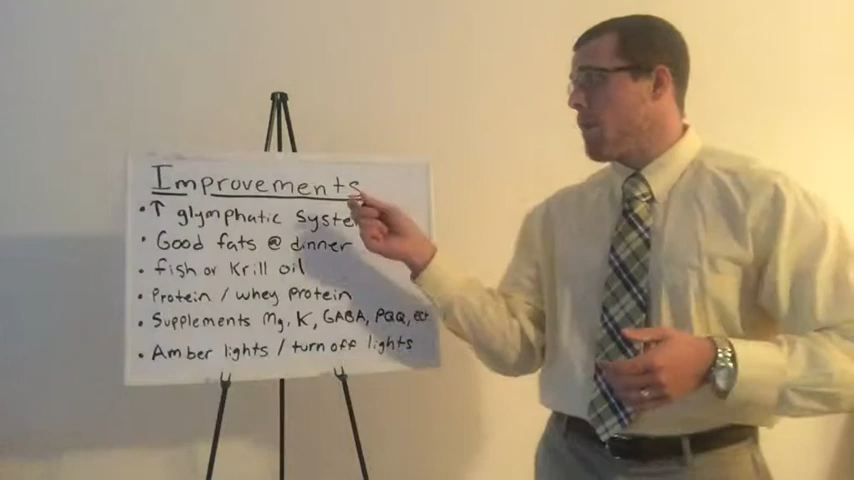 Improvements
• ↑ glymphatic syste
• Good fats @ dinner
• fish or Krill oil
• Protein / whey protein
• Supplements Mg, K, GABA, PQQ, ect
• Amber lights / turn off lights